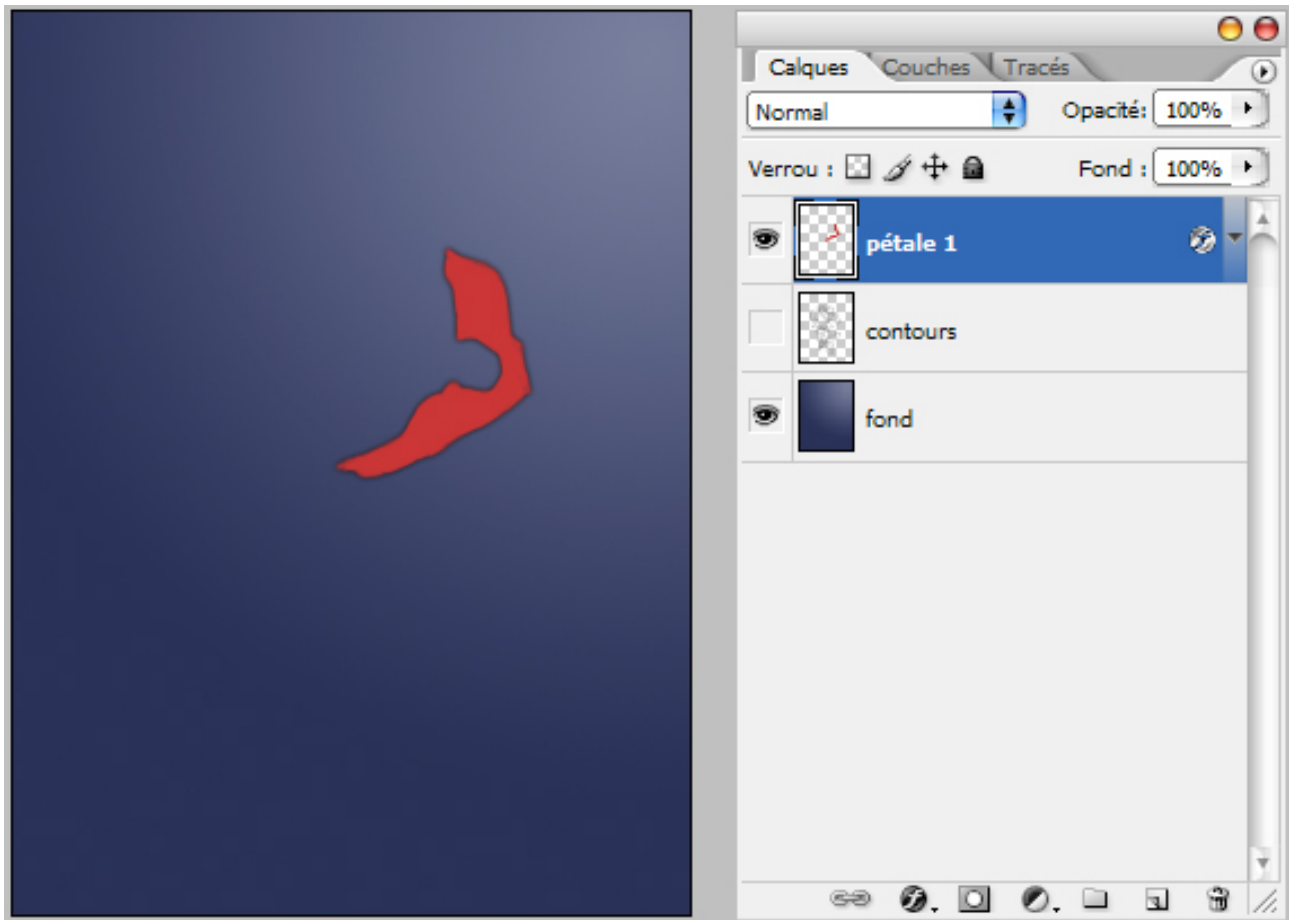 Calques Couches Tracés
Normal Opacité: 100%
Verrou : Fond : 100%
pétale 1
contours
fond